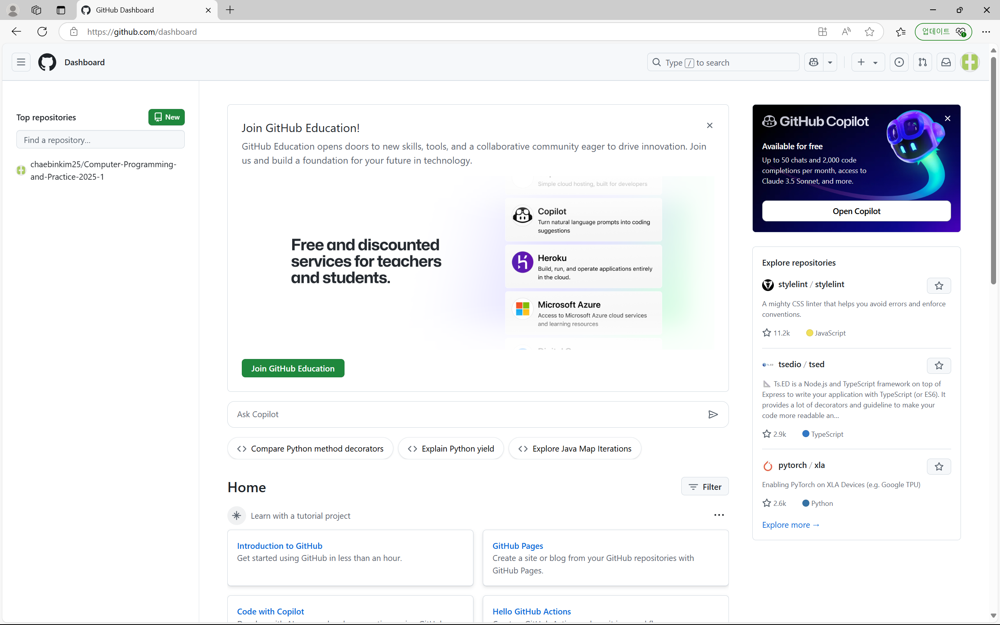 GitHub Dashboard
https://github.com/dashboard
업데이트
Dashboard
Type / to search
Top repositories
New
Find a repository...
chaebinkim25/Computer-Programming-
and-Practice-2025-1
Join GitHub Education!
GitHub Education opens doors to new skills, tools, and a collaborative community eager to drive innovation. Join
us and build a foundation for your future in technology.
Free and discounted
services for teachers
and students.
Simple cloud hosting, built for developers
Copilot
Turn natural language prompts into coding
suggestions
Heroku
Build, run, and operate applications entirely
in the cloud.
Microsoft Azure
Access to Microsoft Azure cloud services
and learning resources
Join GitHub Education
Ask Copilot
Compare Python method decorators
Explain Python yield
Explore Java Map Iterations
Home
Filter
Learn with a tutorial project
Introduction to GitHub
Get started using GitHub in less than an hour.
GitHub Pages
Create a site or blog from your GitHub repositories with
GitHub Pages.
Code with Copilot
Hello GitHub Actions
GitHub Copilot
Available for free
Up to 50 chats and 2,000 code
completions per month, access to
Claude 3.5 Sonnet, and more.
Open Copilot
Explore repositories
stylelint / stylelint
A mighty CSS linter that helps you avoid errors and enforce
conventions.
11.2k
JavaScript
tsedio / tsed
📐 Ts.ED is a Node.js and TypeScript framework on top of
Express to write your application with TypeScript (or ES6). It
provides a lot of decorators and guideline to make your
code more readable an...
2.9k
TypeScript
pytorch / xla
Enabling PyTorch on XLA Devices (e.g. Google TPU)
2.6k
Python
Explore more →